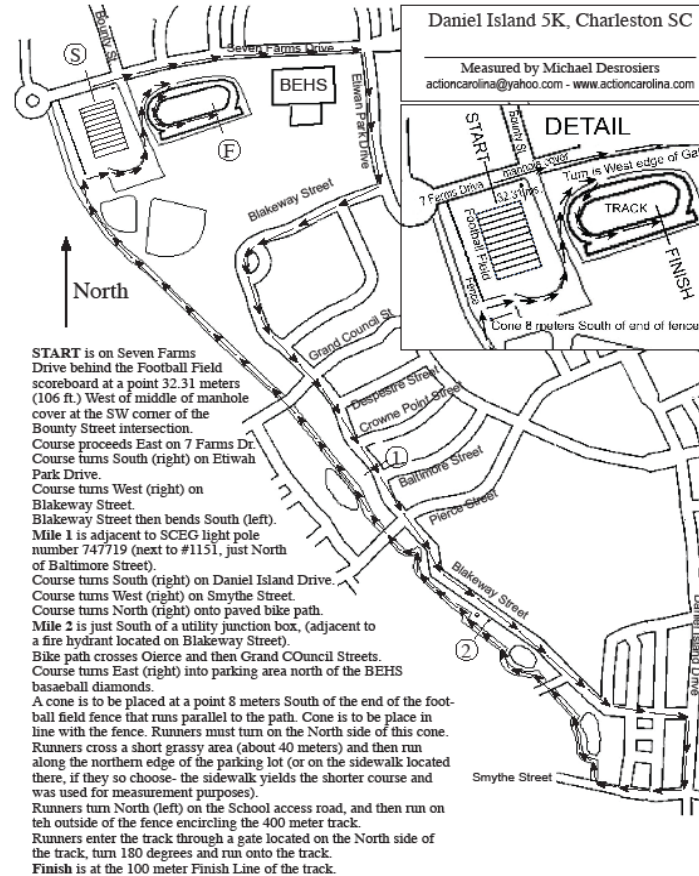 Daniel Island 5K, Charleston SC
Measured by Michael Desrosiers
actioncarolina@yahoo.com - www.actioncarolina.com
Bounty St.
S
Seven Farms Drive
BEHS
Etiwan Park Drive
F
Blakeway Street
North
DETAIL
START
Bounty St
manhole cover
Turn is West edge of Gat
7 Farms Drive
32.31 ms
TRACK
Football Field
Fence
FINISH
Cone 8 meters South of end of fence
Grand Council St.
Despestre Street
Crowne Point Street
1
Baltimore Street
Pierce Street
Blakeway Street
2
Daniel Island Drive
Smythe Street
START is on Seven Farms
Drive behind the Football Field
scoreboard at a point 32.31 meters
(106 ft.) West of middle of manhole
cover at the SW corner of the
Bounty Street intersection.
Course proceeds East on 7 Farms Dr.
Course turns South (right) on Etiwah
Park Drive.
Course turns West (right) on
Blakeway Street.
Blakeway Street then bends South (left).
Mile 1 is adjacent to SCEG light pole
number 747719 (next to #1151, just North
of Baltimore Street).
Course turns South (right) on Daniel Island Drive.
Course turns West (right) on Smythe Street.
Course turns North (right) onto paved bike path.
Mile 2 is just South of a utility junction box, (adjacent to
a fire hydrant located on Blakeway Street).
Bike path crosses Oierce and then Grand COuncil Streets.
Course turns East (right) into parking area north of the BEHS
basaeball diamonds.
A cone is to be placed at a point 8 meters South of the end of the foot-
ball field fence that runs parallel to the path. Cone is to be place in
line with the fence. Runners must turn on the North side of this cone.
Runners cross a short grassy area (about 40 meters) and then run
along the northern edge of the parking lot (or on the sidewalk located
there, if they so choose- the sidewalk yields the shorter course and
was used for measurement purposes).
Runners turn North (left) on the School access road, and then run on
teh outside of the fence encircling the 400 meter track.
Runners enter the track through a gate located on the North side of
the track, turn 180 degrees and run onto the track.
Finish is at the 100 meter Finish Line of the track.